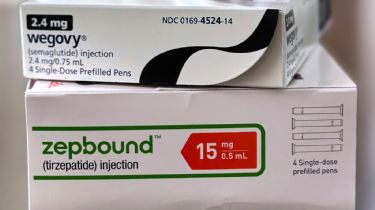 2.4 mg
NDC 0169-4524-14
wegovy®
(semaglutide) injection
2.4 mg/0.75 mL
4 Single-Dose Prefilled Pens
zepbound™
(tirzepatide) injection
15 mg
0.5 mL
4 Single-dose
prefilled pens